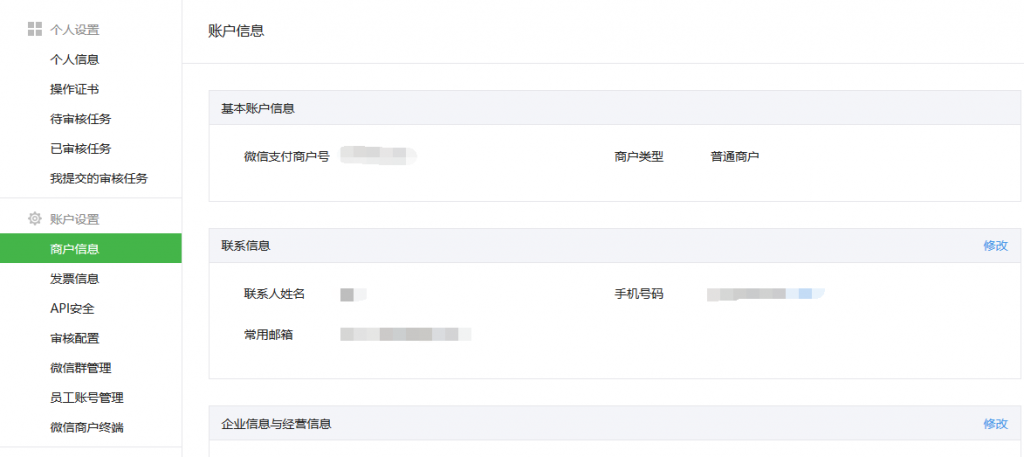 个人设置
个人信息
操作证书
待审核任务
已审核任务
我提交的审核任务
账户设置
商户信息
发票信息
API安全
审核配置
微信群管理
员工账号管理
微信商户终端
账户信息
基本账户信息
微信支付商户号 商户类型 普通商户
联系信息 修改
联系人姓名 手机号码
常用邮箱
企业信息与经营信息 修改